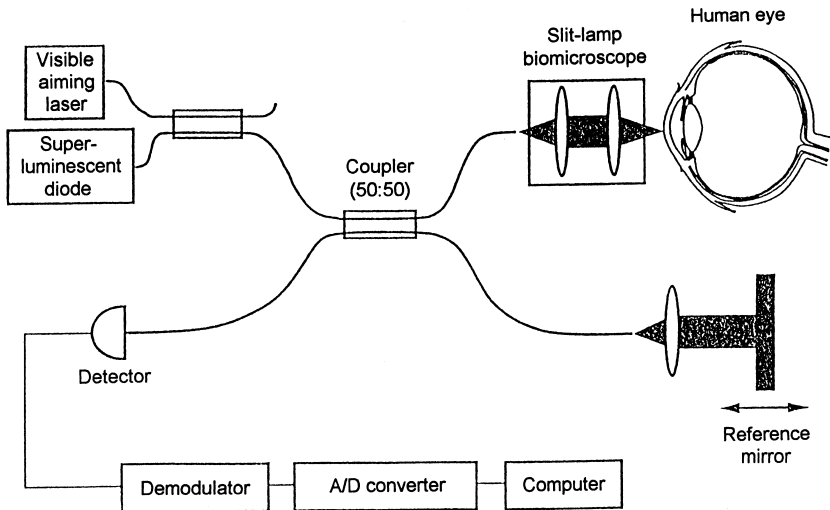 Human eye
Slit-lamp
biomicroscope
Visible
aiming
laser
Super-
luminescent
diode
Coupler
(50:50)
Detector
Reference
mirror
Demodulator
A/D converter
Computer